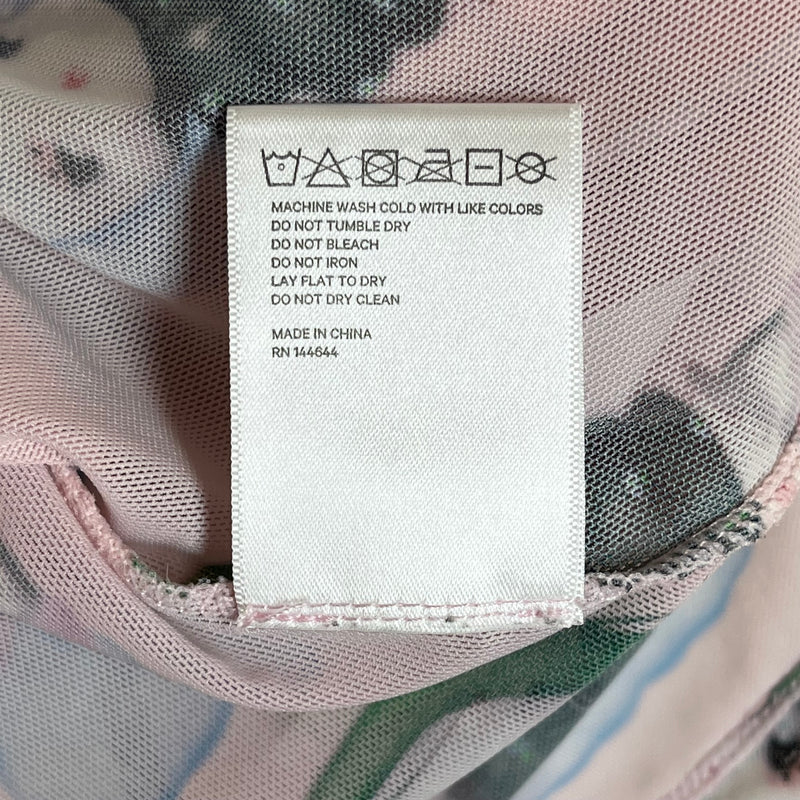 MACHINE WASH COLD WITH LIKE COLORS
DO NOT TUMBLE DRY
DO NOT BLEACH
DO NOT IRON
LAY FLAT TO DRY
DO NOT DRY CLEAN
MADE IN CHINA
RN 144644